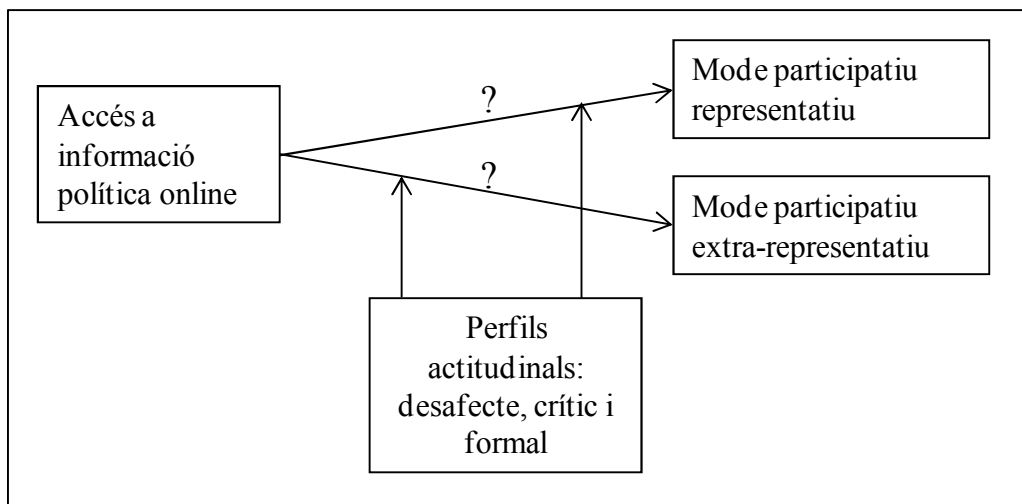 Accés a
informació
política online
?
?
Mode participatiu
representatiu
Mode participatiu
extra-representatiu
Perfils
actitudinals:
desafecte, crític i
formal